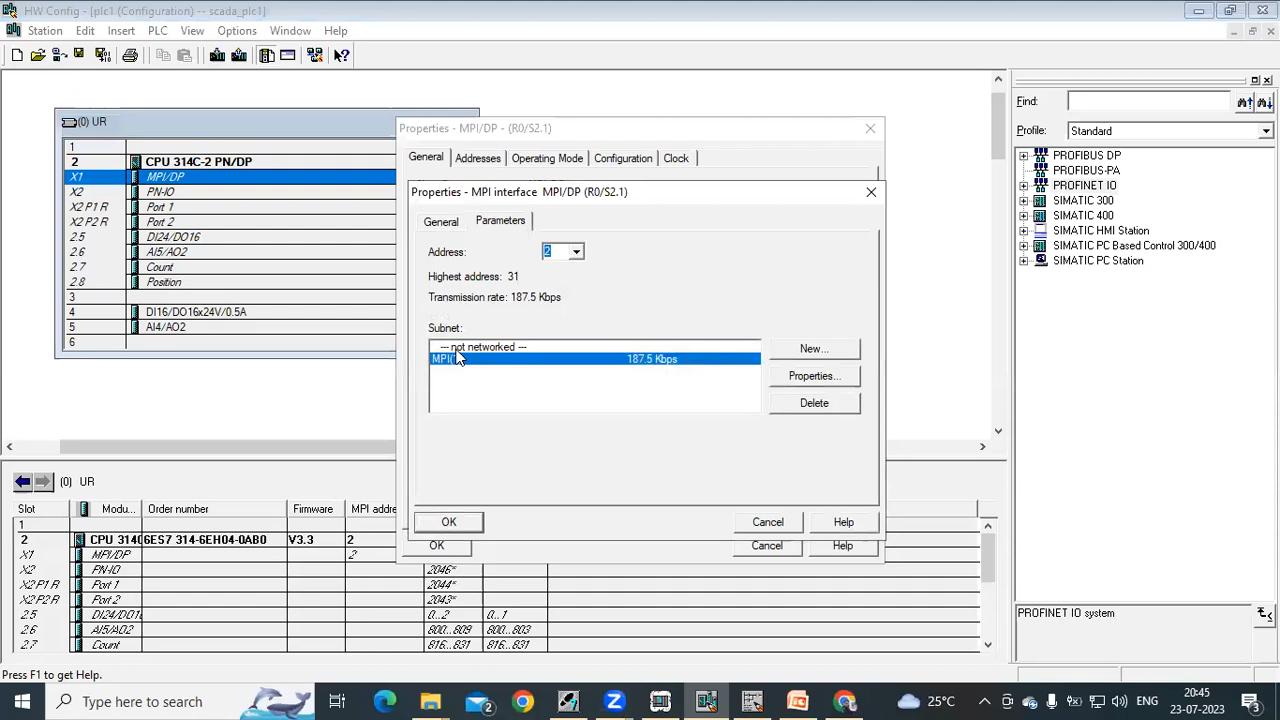 HW Config - [plc1 (Configuration) -- scada_plc1]
Station Edit Insert PLC View Options Window Help
(0) UR
1
2 CPU 314C-2 PN/DP
X1 MPI/DP
X2 PN-IO
X2 P1 R Port 1
X2 P2 R Port 2
2.5 DI24/DO16
2.6 AI5/AO2
2.7 Count
2.8 Position
3
4 DI16/DO16x24V/0.5A
5 AI4/AO2
6
Properties - MPI/DP - (R0/S2.1)
General Addresses Operating Mode Configuration Clock
Properties - MPI interface MPI/DP (R0/S2.1)
General Parameters
Address: 2
Highest address: 31
Transmission rate: 187.5 Kbps
Subnet:
--- not networked ---
MPI( 187.5 Kbps
New...
Properties...
Delete
OK Cancel Help
OK Cancel Help
Find:
Profile: Standard
PROFIBUS DP
PROFIBUS-PA
PROFINET IO
SIMATIC 300
SIMATIC 400
SIMATIC HMI Station
SIMATIC PC Based Control 300/400
SIMATIC PC Station
PROFINET IO system
(0) UR
Slot Modu... Order number Firmware MPI addre
1
2 CPU 314C 6ES7 314-6EH04-0AB0 V3.3 2
X1 MPI/DP 2
X2 PN-IO 2046*
X2 P1 R Port 1 2044*
X2 P2 R Port 2 2043*
2.5 DI24/DO16 0...2 0...1
2.6 AI5/AO2 800...809 800...803
2.7 Count 816...831 816...831
Press F1 to get Help.
Type here to search
2
25°C
ENG
20:45
23-07-2023
3